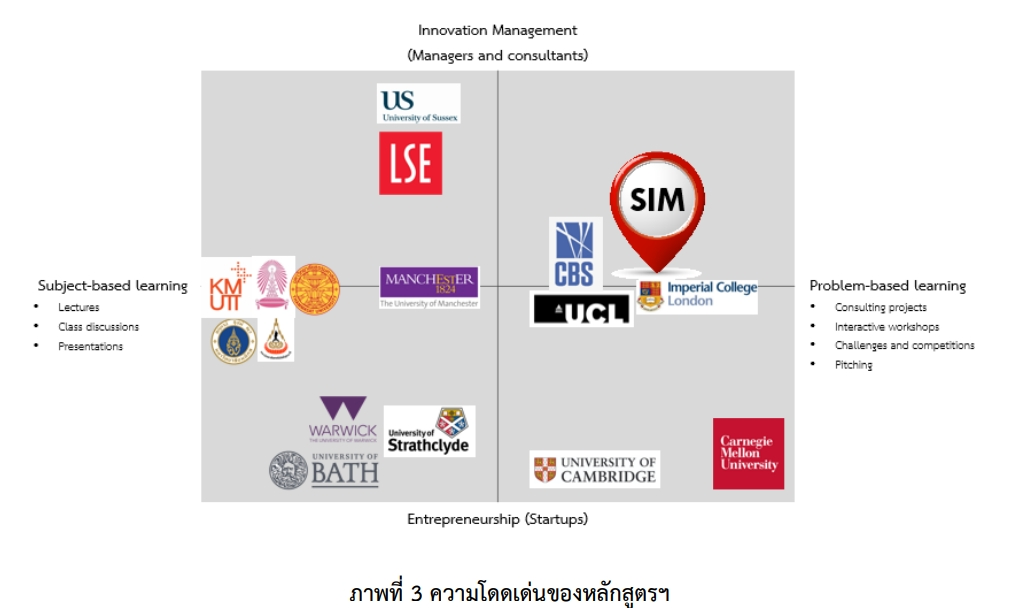 Innovation Management
(Managers and consultants)
US
University of Sussex
LSE
SIM
CBS
KM
UTT
MANCHESTER
1824
The University of Manchester
Imperial College
London
UCL
Subject-based learning
• Lectures
• Class discussions
• Presentations
Problem-based learning
• Consulting projects
• Interactive workshops
• Challenges and competitions
• Pitching
WARWICK
THE UNIVERSITY OF WARWICK
University of
Strathclyde
UNIVERSITY OF
BATH
UNIVERSITY OF
CAMBRIDGE
Carnegie
Mellon
University
Entrepreneurship (Startups)
ภาพที่ 3 ความโดดเด่นของหลักสูตรฯ